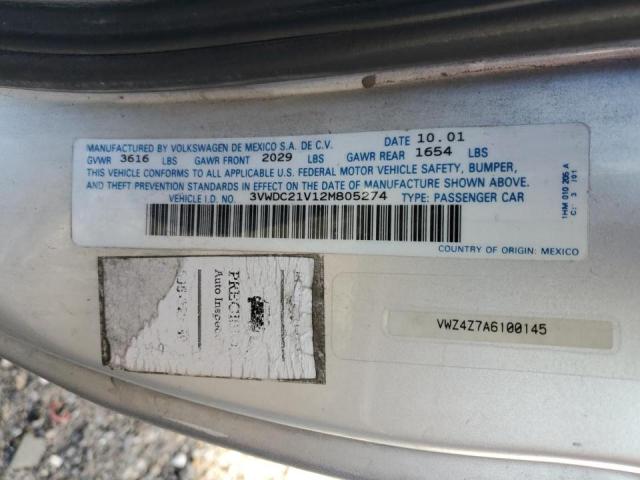 MANUFACTURED BY VOLKSWAGEN DE MEXICO S.A. DE C.V. DATE 10.01
GVWR 3616 LBS GAWR FRONT 2029 LBS GAWR REAR 1654 LBS
THIS VEHICLE CONFORMS TO ALL APPLICABLE U.S. FEDERAL MOTOR VEHICLE SAFETY, BUMPER,
AND THEFT PREVENTION STANDARDS IN EFFECT ON THE DATE OF MANUFACTURE SHOWN ABOVE.
VEHICLE I.D. NO. 3VWDC21V12M805274 TYPE: PASSENGER CAR
COUNTRY OF ORIGIN: MEXICO
1HM 010 205 A
VWZ4Z7A6100145
Auto Inspec